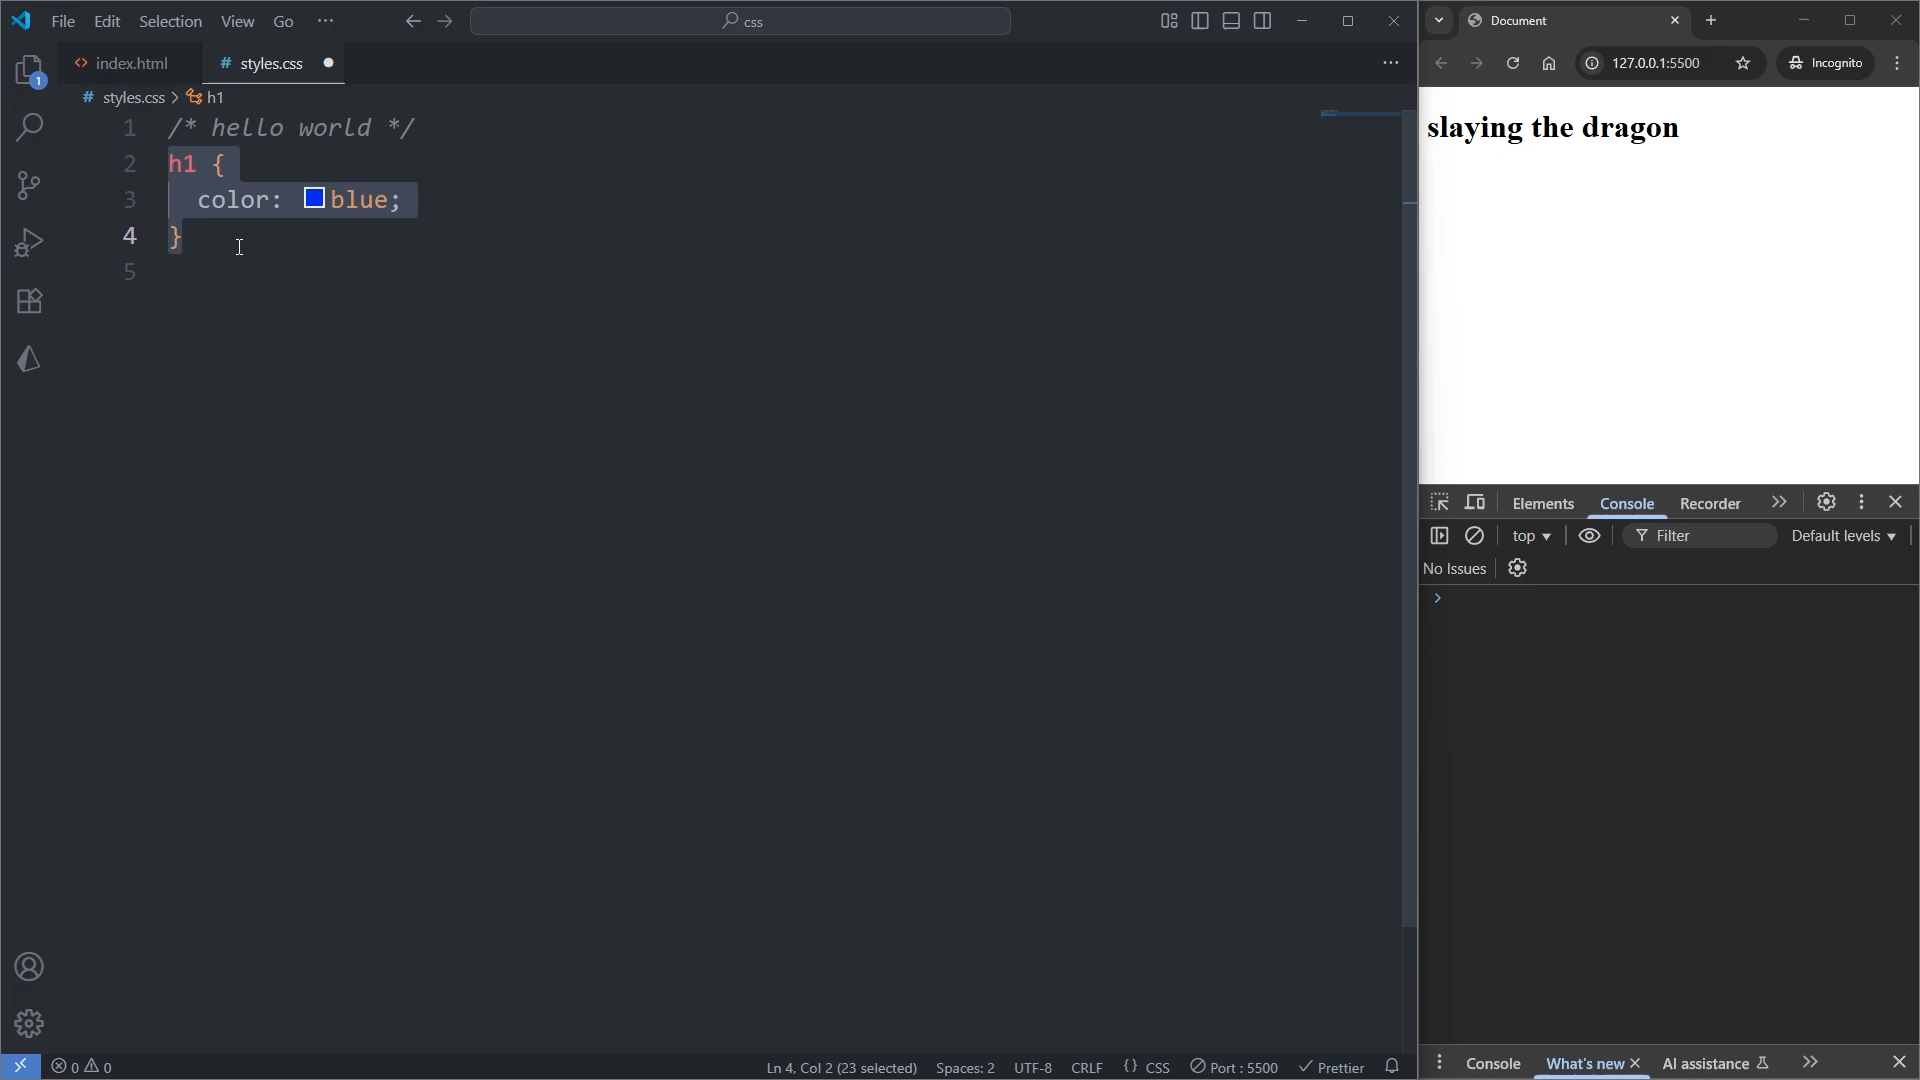 File Edit Selection View Go ··· css
index.html # styles.css
# styles.css > h1
1 /* hello world */
2 h1 {
3 color: blue;
4 }
5
1
0 0 Ln 4, Col 2 (23 selected) Spaces: 2 UTF-8 CRLF {} CSS Port : 5500 Prettier
Document
127.0.0.1:5500 Incognito
slaying the dragon
Elements Console Recorder
top Filter Default levels
No Issues
Console What's new AI assistance